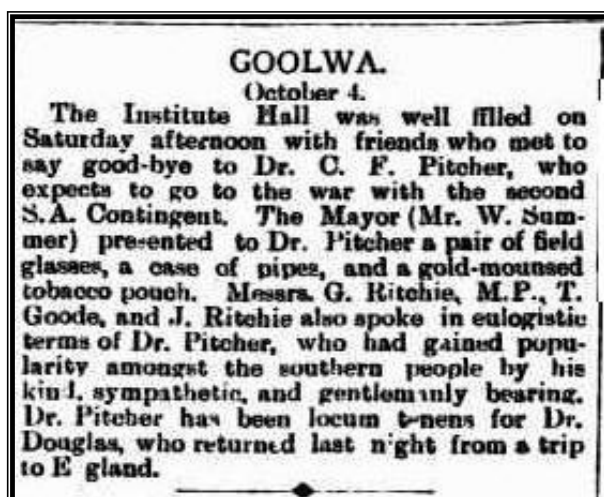 GOOLWA.
October 4.
The Institute Hall was well filled on
Saturday afternoon with friends who met to
say good-bye to Dr. C. F. Pitcher, who
expects to go to the war with the second
S.A. Contingent. The Mayor (Mr. W. Sum-
mer) presented to Dr. Pitcher a pair of field
glasses, a case of pipes, and a gold-mounsed
tobacco pouch. Messrs. G. Ritchie, M.P., T.
Goode, and J. Ritchie also spoke in eulogistic
terms of Dr. Pitcher, who had gained popu-
larity amongst the southern people by his
kind, sympathetic, and gentlemanly bearing.
Dr. Pitcher has been locum tenens for Dr.
Douglas, who returned last night from a trip
to E gland.